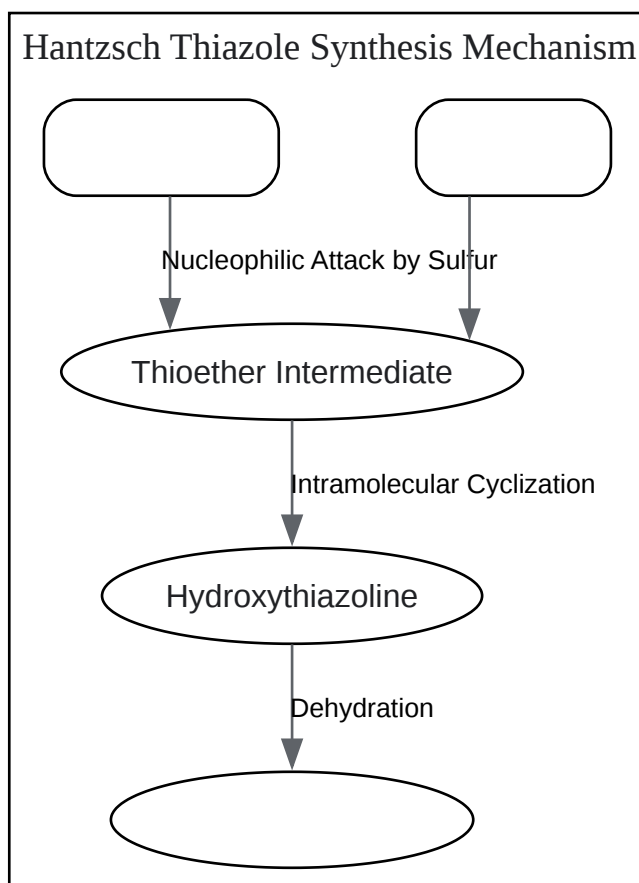 Hantzsch Thiazole Synthesis Mechanism
Nucleophilic Attack by Sulfur
Thioether Intermediate
Intramolecular Cyclization
Hydroxythiazoline
Dehydration